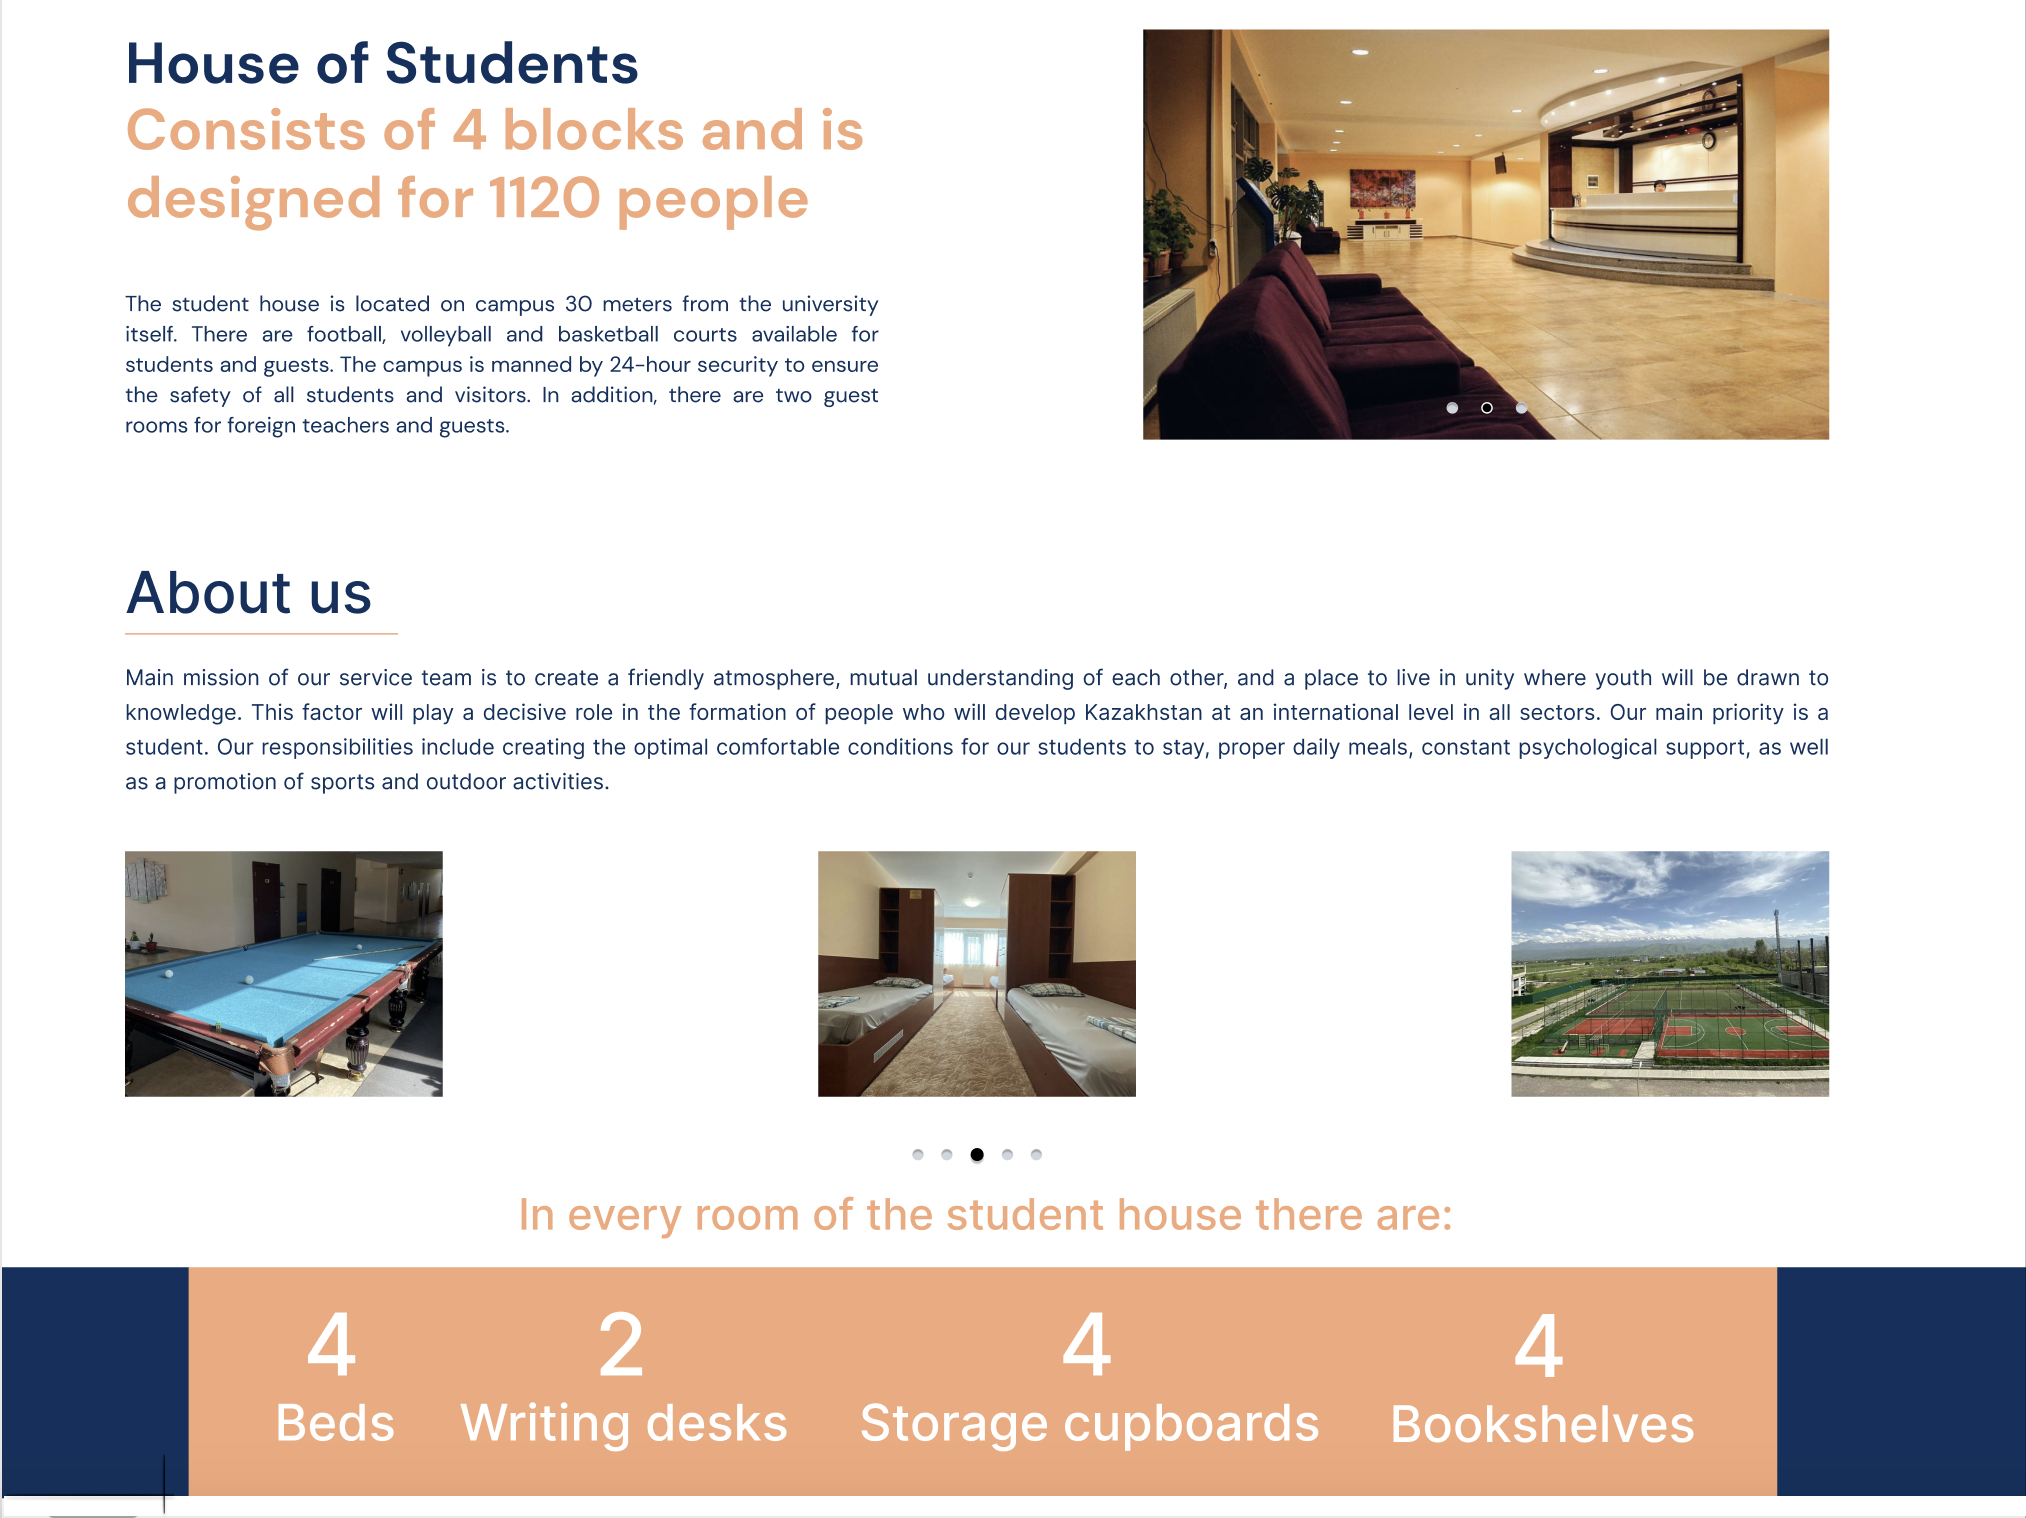 House of Students
Consists of 4 blocks and is
designed for 1120 people
The student house is located on campus 30 meters from the university
itself. There are football, volleyball and basketball courts available for
students and guests. The campus is manned by 24-hour security to ensure
the safety of all students and visitors. In addition, there are two guest
rooms for foreign teachers and guests.
About us
Main mission of our service team is to create a friendly atmosphere, mutual understanding of each other, and a place to live in unity where youth will be drawn to
knowledge. This factor will play a decisive role in the formation of people who will develop Kazakhstan at an international level in all sectors. Our main priority is a
student. Our responsibilities include creating the optimal comfortable conditions for our students to stay, proper daily meals, constant psychological support, as well
as a promotion of sports and outdoor activities.
In every room of the student house there are:
4
Beds
2
Writing desks
4
Storage cupboards
4
Bookshelves